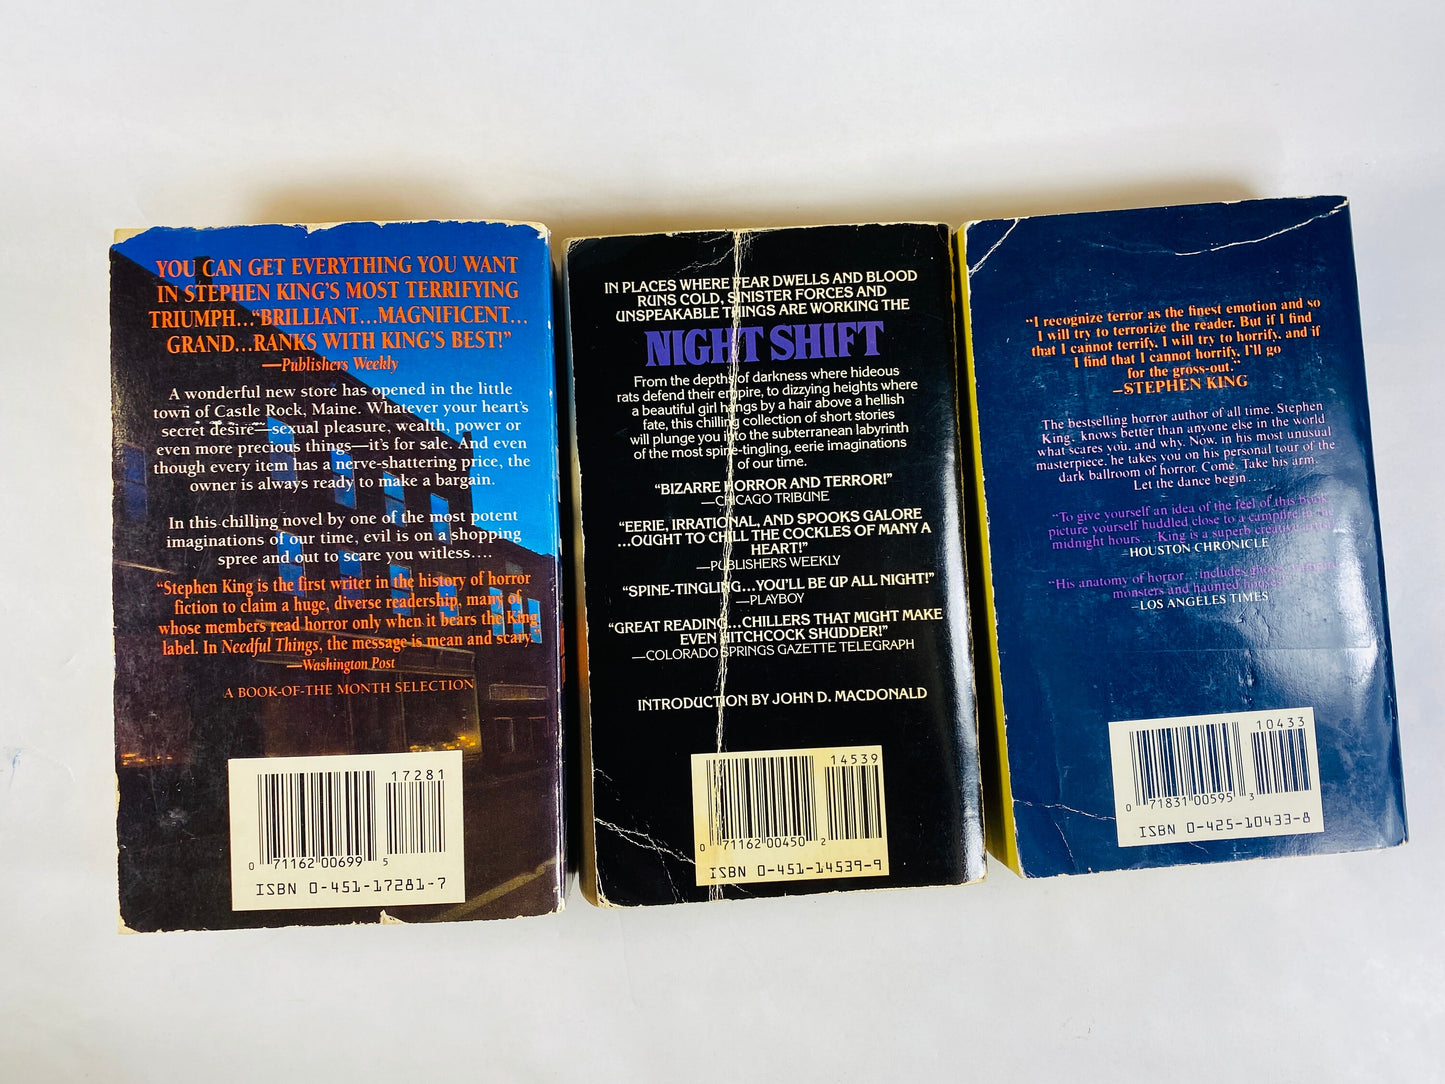 YOU CAN GET EVERYTHING YOU WANT
IN STEPHEN KING'S MOST TERRIFYING
TRIUMPH..."BRILLIANT...MAGNIFICENT...
GRAND...RANKS WITH KING'S BEST!"
—Publishers Weekly
A wonderful new store has opened in the little
town of Castle Rock, Maine. Whatever your heart's
secret desire—sexual pleasure, wealth, power or
even more precious things—it's for sale. And even
though every item has a nerve-shattering price, the
owner is always ready to make a bargain.
In this chilling novel by one of the most potent
imaginations of our time, evil is on a shopping
spree and out to scare you witless....
"Stephen King is the first writer in the history of horror
fiction to claim a huge, diverse readership, many of
whose members read horror only when it bears the King
label. In Needful Things, the message is mean and scary."
—Washington Post
A BOOK-OF-THE MONTH SELECTION
17281
0 71162 00699 5
ISBN 0-451-17281-7
IN PLACES WHERE FEAR DWELLS AND BLOOD
RUNS COLD, SINISTER FORCES AND
UNSPEAKABLE THINGS ARE WORKING THE
NIGHT SHIFT
From the depths of darkness where hideous
rats defend their empire, to dizzying heights where
a beautiful girl hangs by a hair above a hellish
fate, this chilling collection of short stories
will plunge you into the subterranean labyrinth
of the most spine-tingling, eerie imaginations
of our time.
"BIZARRE HORROR AND TERROR!"
—CHICAGO TRIBUNE
"EERIE, IRRATIONAL, AND SPOOKS GALORE
...OUGHT TO CHILL THE COCKLES OF MANY A
HEART!"
—PUBLISHERS WEEKLY
"SPINE-TINGLING...YOU'LL BE UP ALL NIGHT!"
—PLAYBOY
"GREAT READING...CHILLERS THAT MIGHT MAKE
EVEN HITCHCOCK SHUDDER!"
—COLORADO SPRINGS GAZETTE TELEGRAPH
INTRODUCTION BY JOHN D. MACDONALD
14539
0 71162 00450 2
ISBN 0-451-14539-9
"I recognize terror as the finest emotion and so
I will try to terrorize the reader. But if I find
that I cannot terrify, I will try to horrify, and if
I find that I cannot horrify, I'll go
for the gross-out."
—STEPHEN KING
The bestselling horror author of all time, Stephen
King, knows better than anyone else in the world
what scares you, and why. Now, in his most unusual
masterpiece, he takes you on his personal tour of the
dark ballroom of horror. Come. Take his arm.
Let the dance begin....
"To give yourself an idea of the feel of this book,
picture yourself huddled close to a campfire in the
midnight hours...King is a superb creative
—HOUSTON CHRONICLE
"His anatomy of horror...includes
monsters and haunted houses."
—LOS ANGELES TIMES
10433
0 71831 00595 3
ISBN 0-425-10433-8